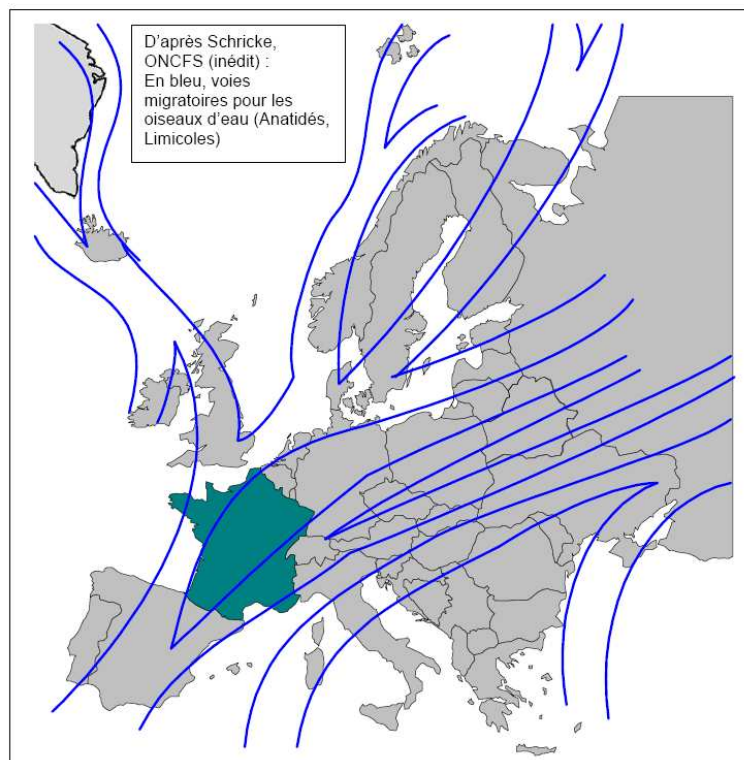 D'après Schricke,
ONCFS (inédit) :
En bleu, voies
migratoires pour les
oiseaux d'eau (Anatidés,
Limicoles)